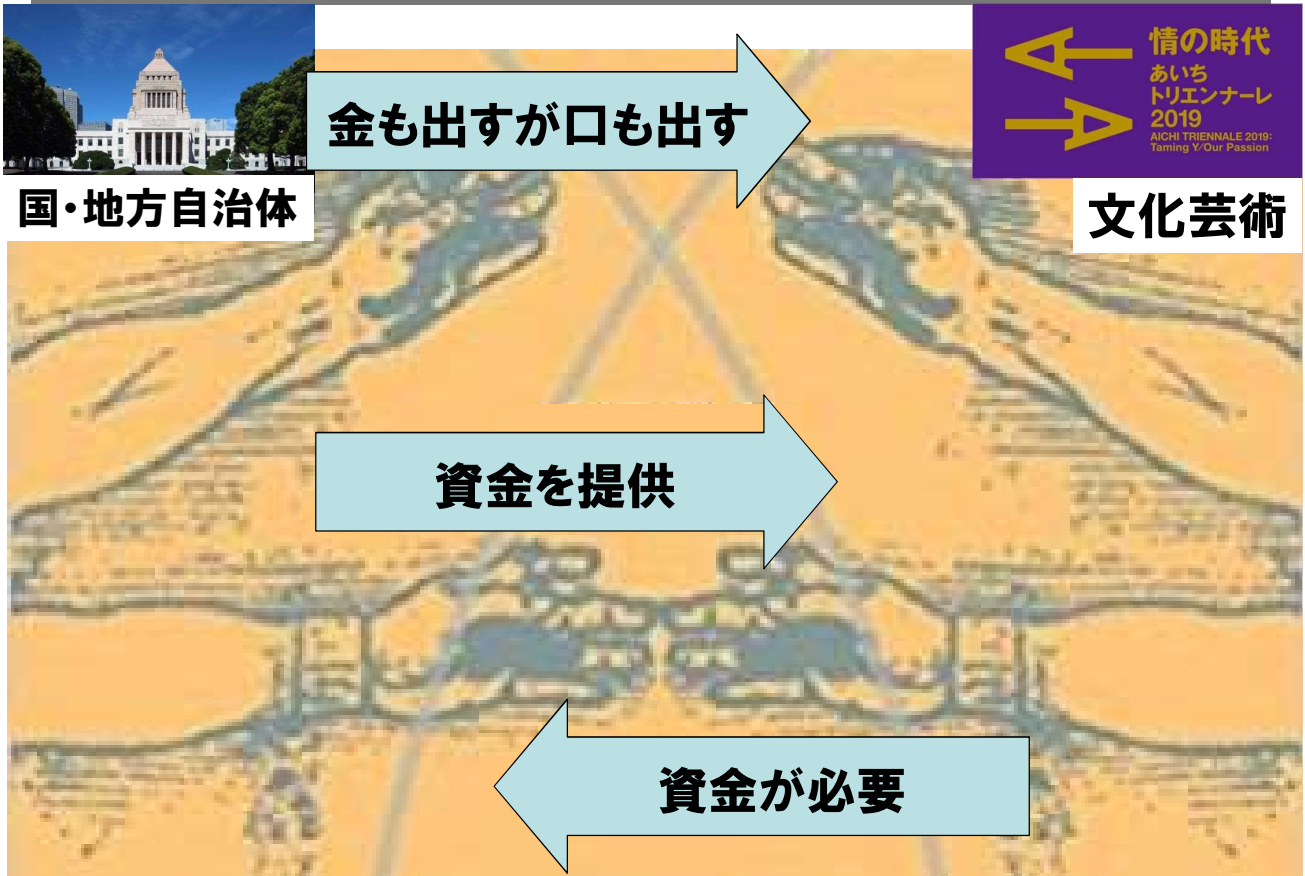 情の時代
あいち
トリエンナーレ
2019
AICHI TRIENNALE 2019:
Taming Y/Our Passion
金も出すが口も出す
国・地方自治体
文化芸術
資金を提供
資金が必要